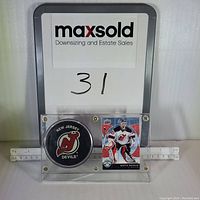 maxsold
Downsizing and Estate Sales
31
NEW JERSEY
DEVILS